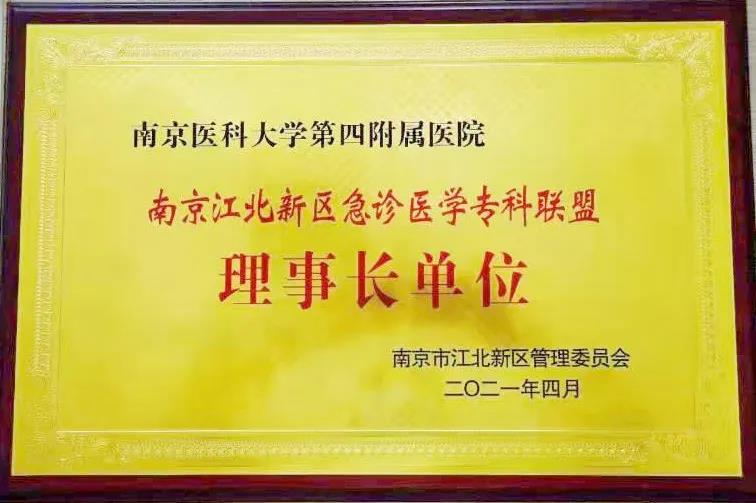 南京医科大学第四附属医院
南京江北新区急诊医学专科联盟
理事长单位
南京市江北新区管理委员会
二〇二一年四月